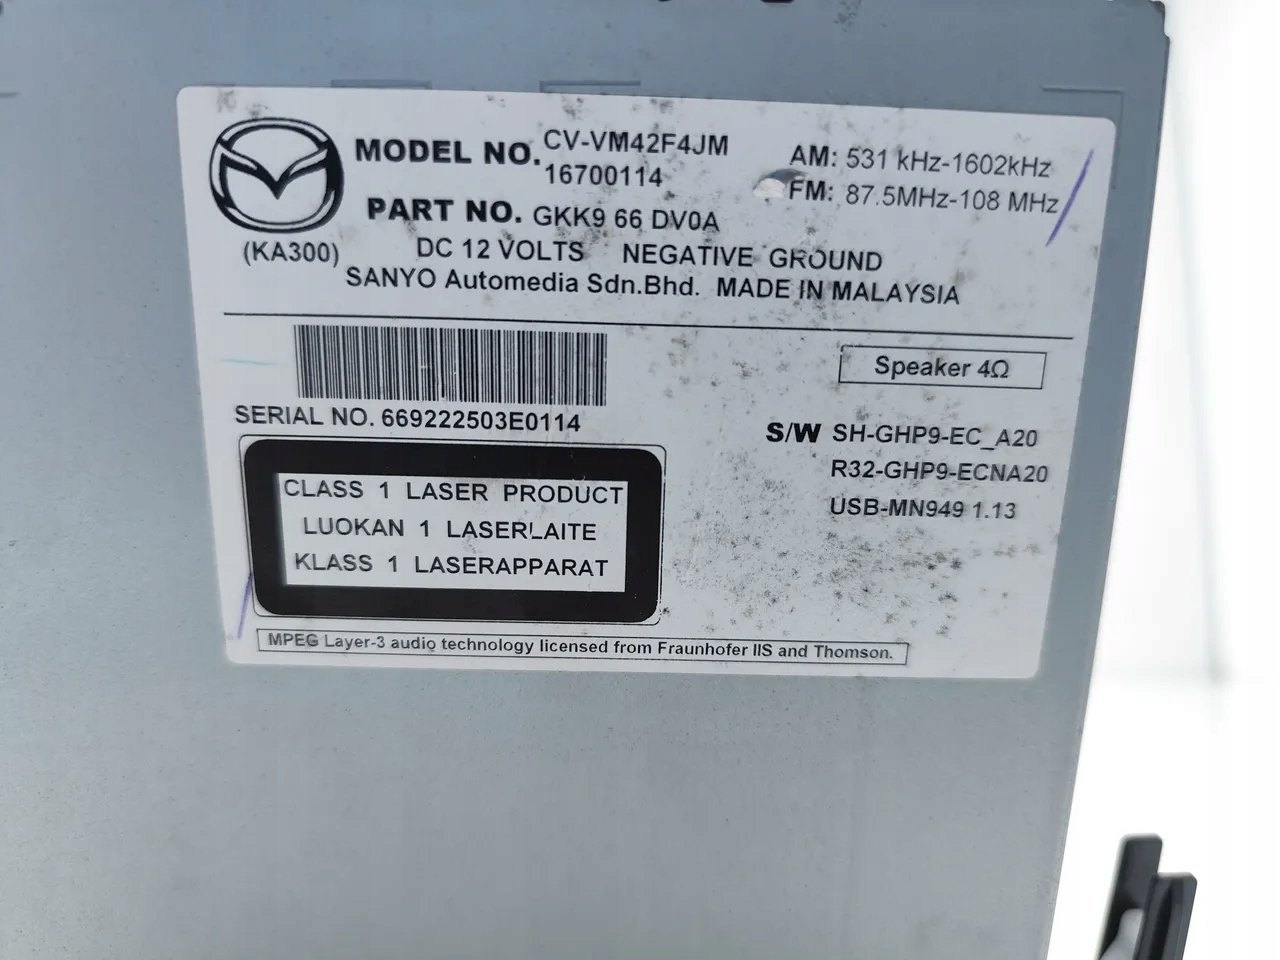 MODEL NO. CV-VM42F4JM
16700114
AM: 531 kHz-1602kHz
FM: 87.5MHz-108 MHz
PART NO. GKK9 66 DV0A
(KA300)
DC 12 VOLTS NEGATIVE GROUND
SANYO Automedia Sdn.Bhd. MADE IN MALAYSIA
Speaker 4Ω
SERIAL NO. 669222503E0114
S/W SH-GHP9-EC_A20
R32-GHP9-ECNA20
USB-MN949 1.13
CLASS 1 LASER PRODUCT
LUOKAN 1 LASERLAITE
KLASS 1 LASERAPPARAT
MPEG Layer-3 audio technology licensed from Fraunhofer IIS and Thomson.